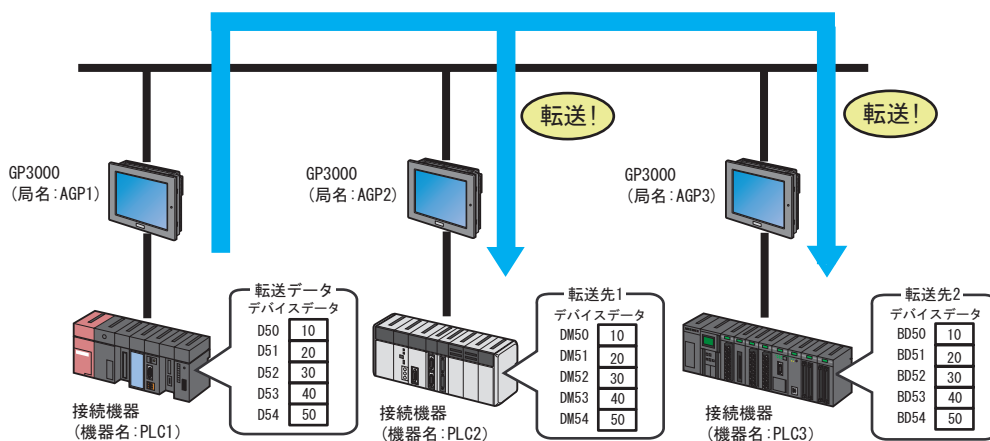 転送!
転送!
GP3000
(局名:AGP1)
GP3000
(局名:AGP2)
GP3000
(局名:AGP3)
転送データ
デバイスデータ
D50 10
D51 20
D52 30
D53 40
D54 50
接続機器
(機器名:PLC1)
転送先1
デバイスデータ
DM50 10
DM51 20
DM52 30
DM53 40
DM54 50
接続機器
(機器名:PLC2)
転送先2
デバイスデータ
BD50 10
BD51 20
BD52 30
BD53 40
BD54 50
接続機器
(機器名:PLC3)